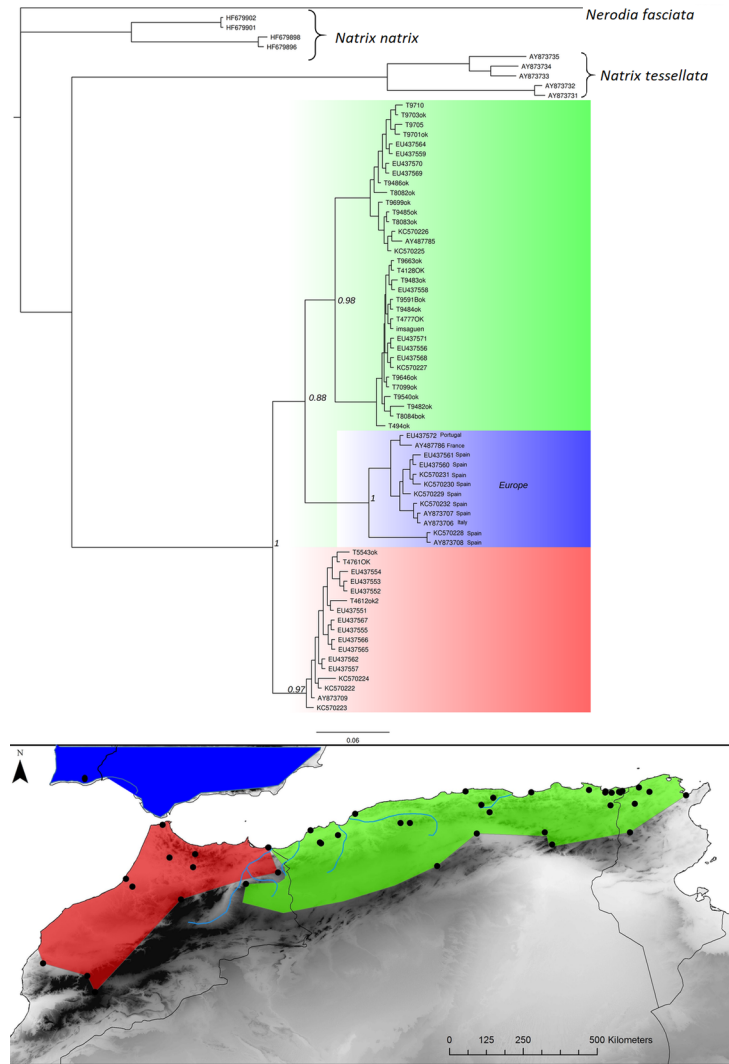 Nerodia fasciata
HF679902
HF679901
Natrix natrix
HF679898
HF679896
AY873735
AY873734
AY873733
Natrix tessellata
AY873732
AY873731
T9710
T9703ok
T9705
T9701ok
EU437564
EU437559
EU437570
EU437569
T9486ok
T8082ok
T9699ok
T9485ok
T8083ok
KC570226
AY487785
KC570225
T9663ok
T4128OK
0.98
T9483ok
EU437558
T9591Bok
T9484ok
T4777OK
imsaguen
EU437571
EU437556
EU437568
KC570227
T9646ok
T7099ok
0.88
T9540ok
T9482ok
T8084bok
T494ok
EU437572 Portugal
AY487786 France
EU437561 Spain
EU437560 Spain
KC570231 Spain
KC570230 Spain
Europe
KC570229 Spain
1
KC570232 Spain
AY873707 Spain
AY873706 Italy
KC570228 Spain
AY873708 Spain
1
T5543ok
T4761OK
EU437554
EU437553
EU437552
T4612ok2
EU437551
EU437567
EU437555
EU437566
EU437565
EU437562
EU437557
KC570224
0.97
KC570222
AY873709
KC570223
0.06
N
0 125 250 500 Kilometers